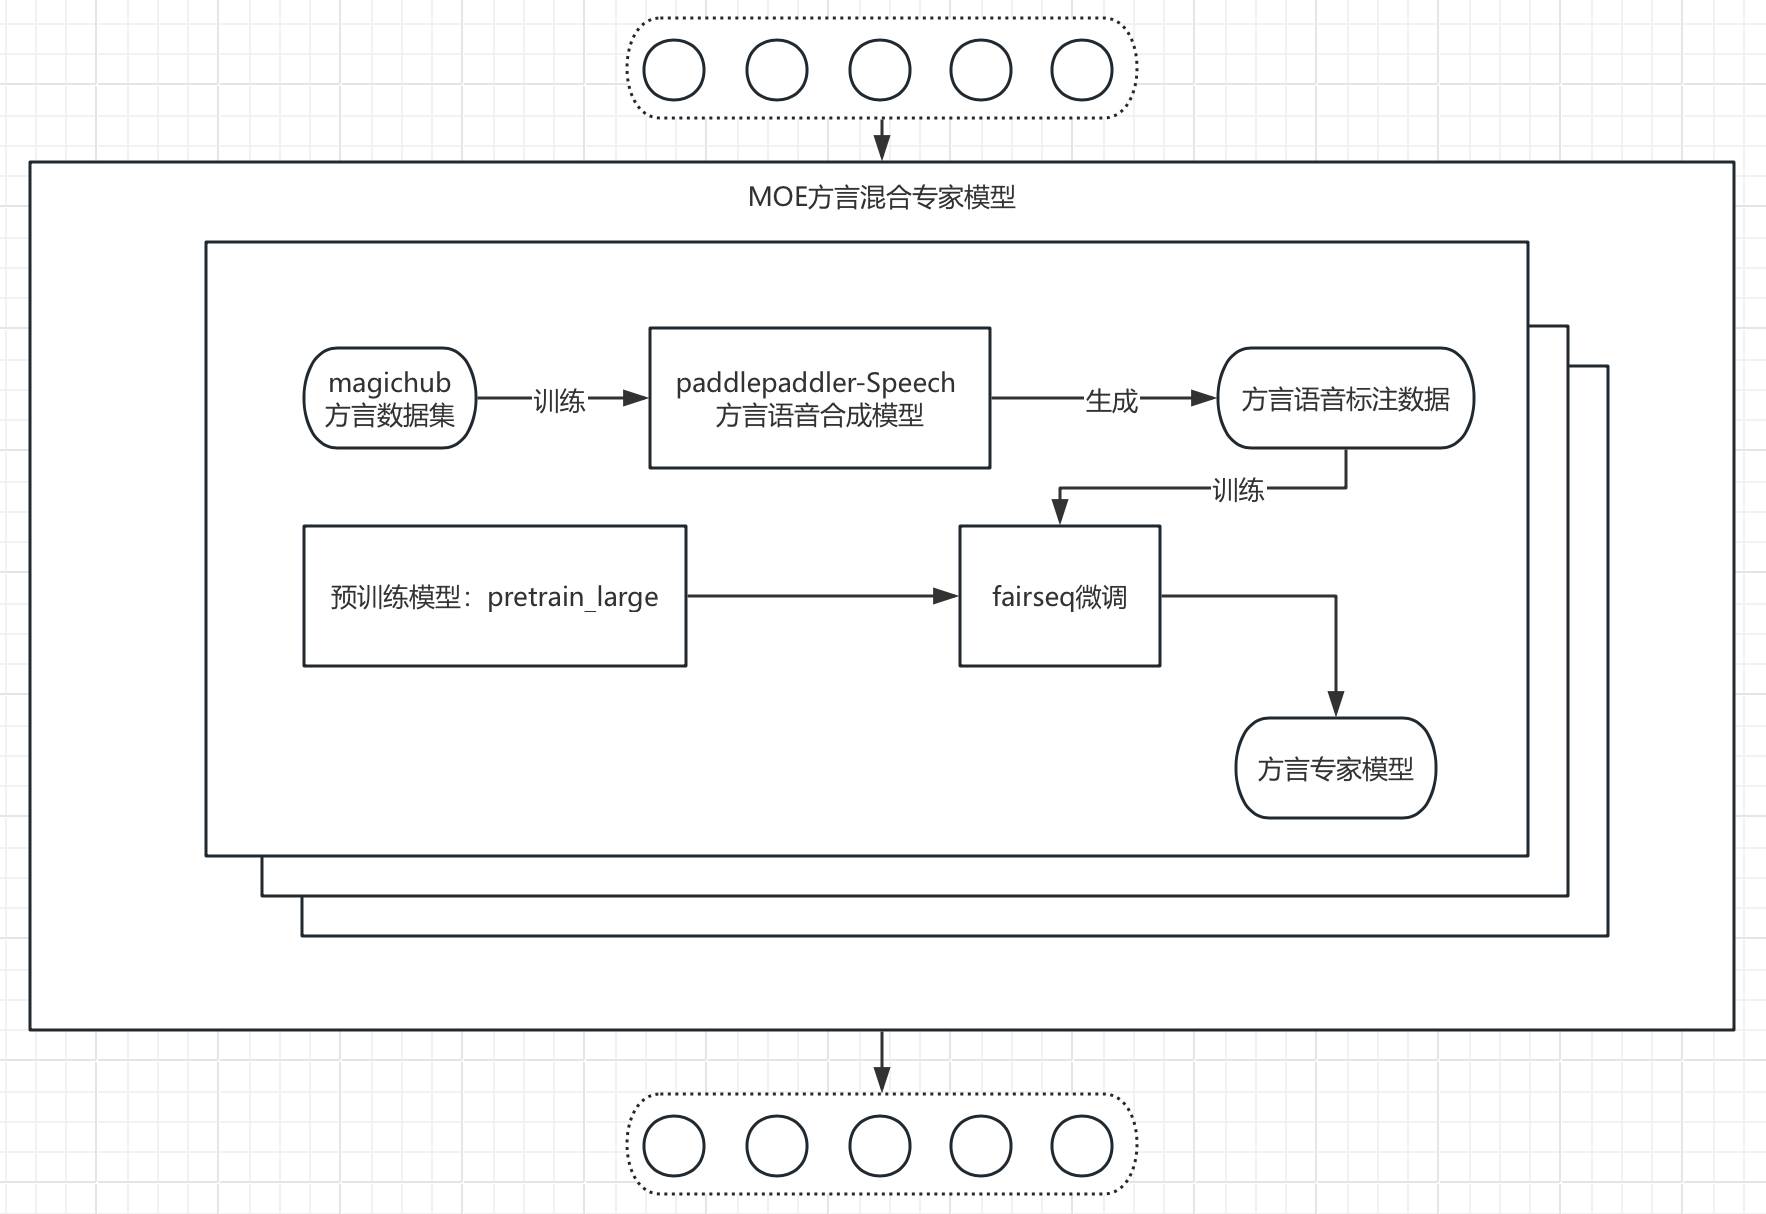 MOE方言混合专家模型
magichub
方言数据集
训练
paddlepaddler-Speech
方言语音合成模型
生成
方言语音标注数据
训练
预训练模型：pretrain_large
fairseq微调
方言专家模型